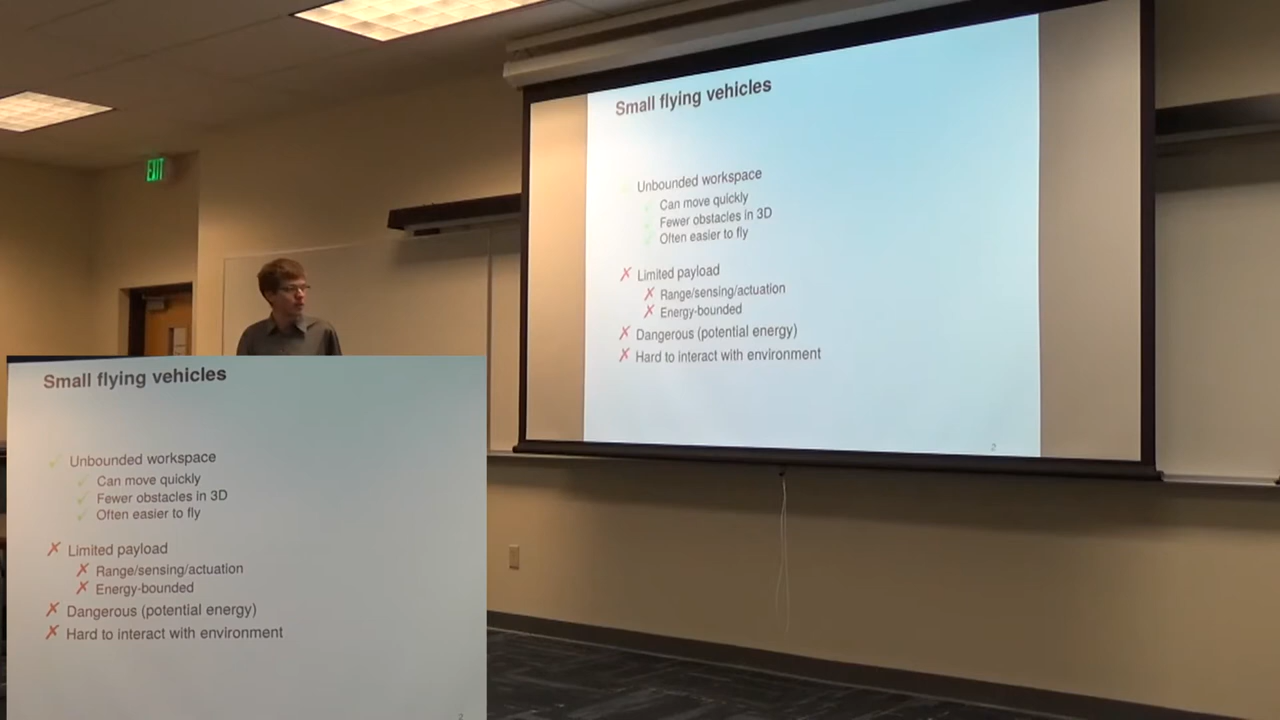 EXIT
Small flying vehicles
Unbounded workspace
Can move quickly
Fewer obstacles in 3D
Often easier to fly
Limited payload
Range/sensing/actuation
Energy-bounded
Dangerous (potential energy)
Hard to interact with environment
2
Small flying vehicles
Unbounded workspace
Can move quickly
Fewer obstacles in 3D
Often easier to fly
Limited payload
Range/sensing/actuation
Energy-bounded
Dangerous (potential energy)
Hard to interact with environment
2